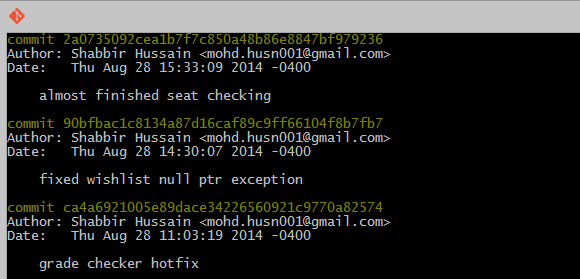 commit 2a0735092cea1b7f7c850a48b86e8847bf979236
Author: Shabbir Hussain <mohd.husn001@gmail.com>
Date:   Thu Aug 28 15:33:09 2014 -0400
    almost finished seat checking
commit 90bfbac1c8134a87d16caf89c9ff66104f8b7fb7
Author: Shabbir Hussain <mohd.husn001@gmail.com>
Date:   Thu Aug 28 14:30:07 2014 -0400
    fixed wishlist null ptr exception
commit ca4a6921005e89dace34226560921c9770a82574
Author: Shabbir Hussain <mohd.husn001@gmail.com>
Date:   Thu Aug 28 11:03:19 2014 -0400
    grade checker hotfix